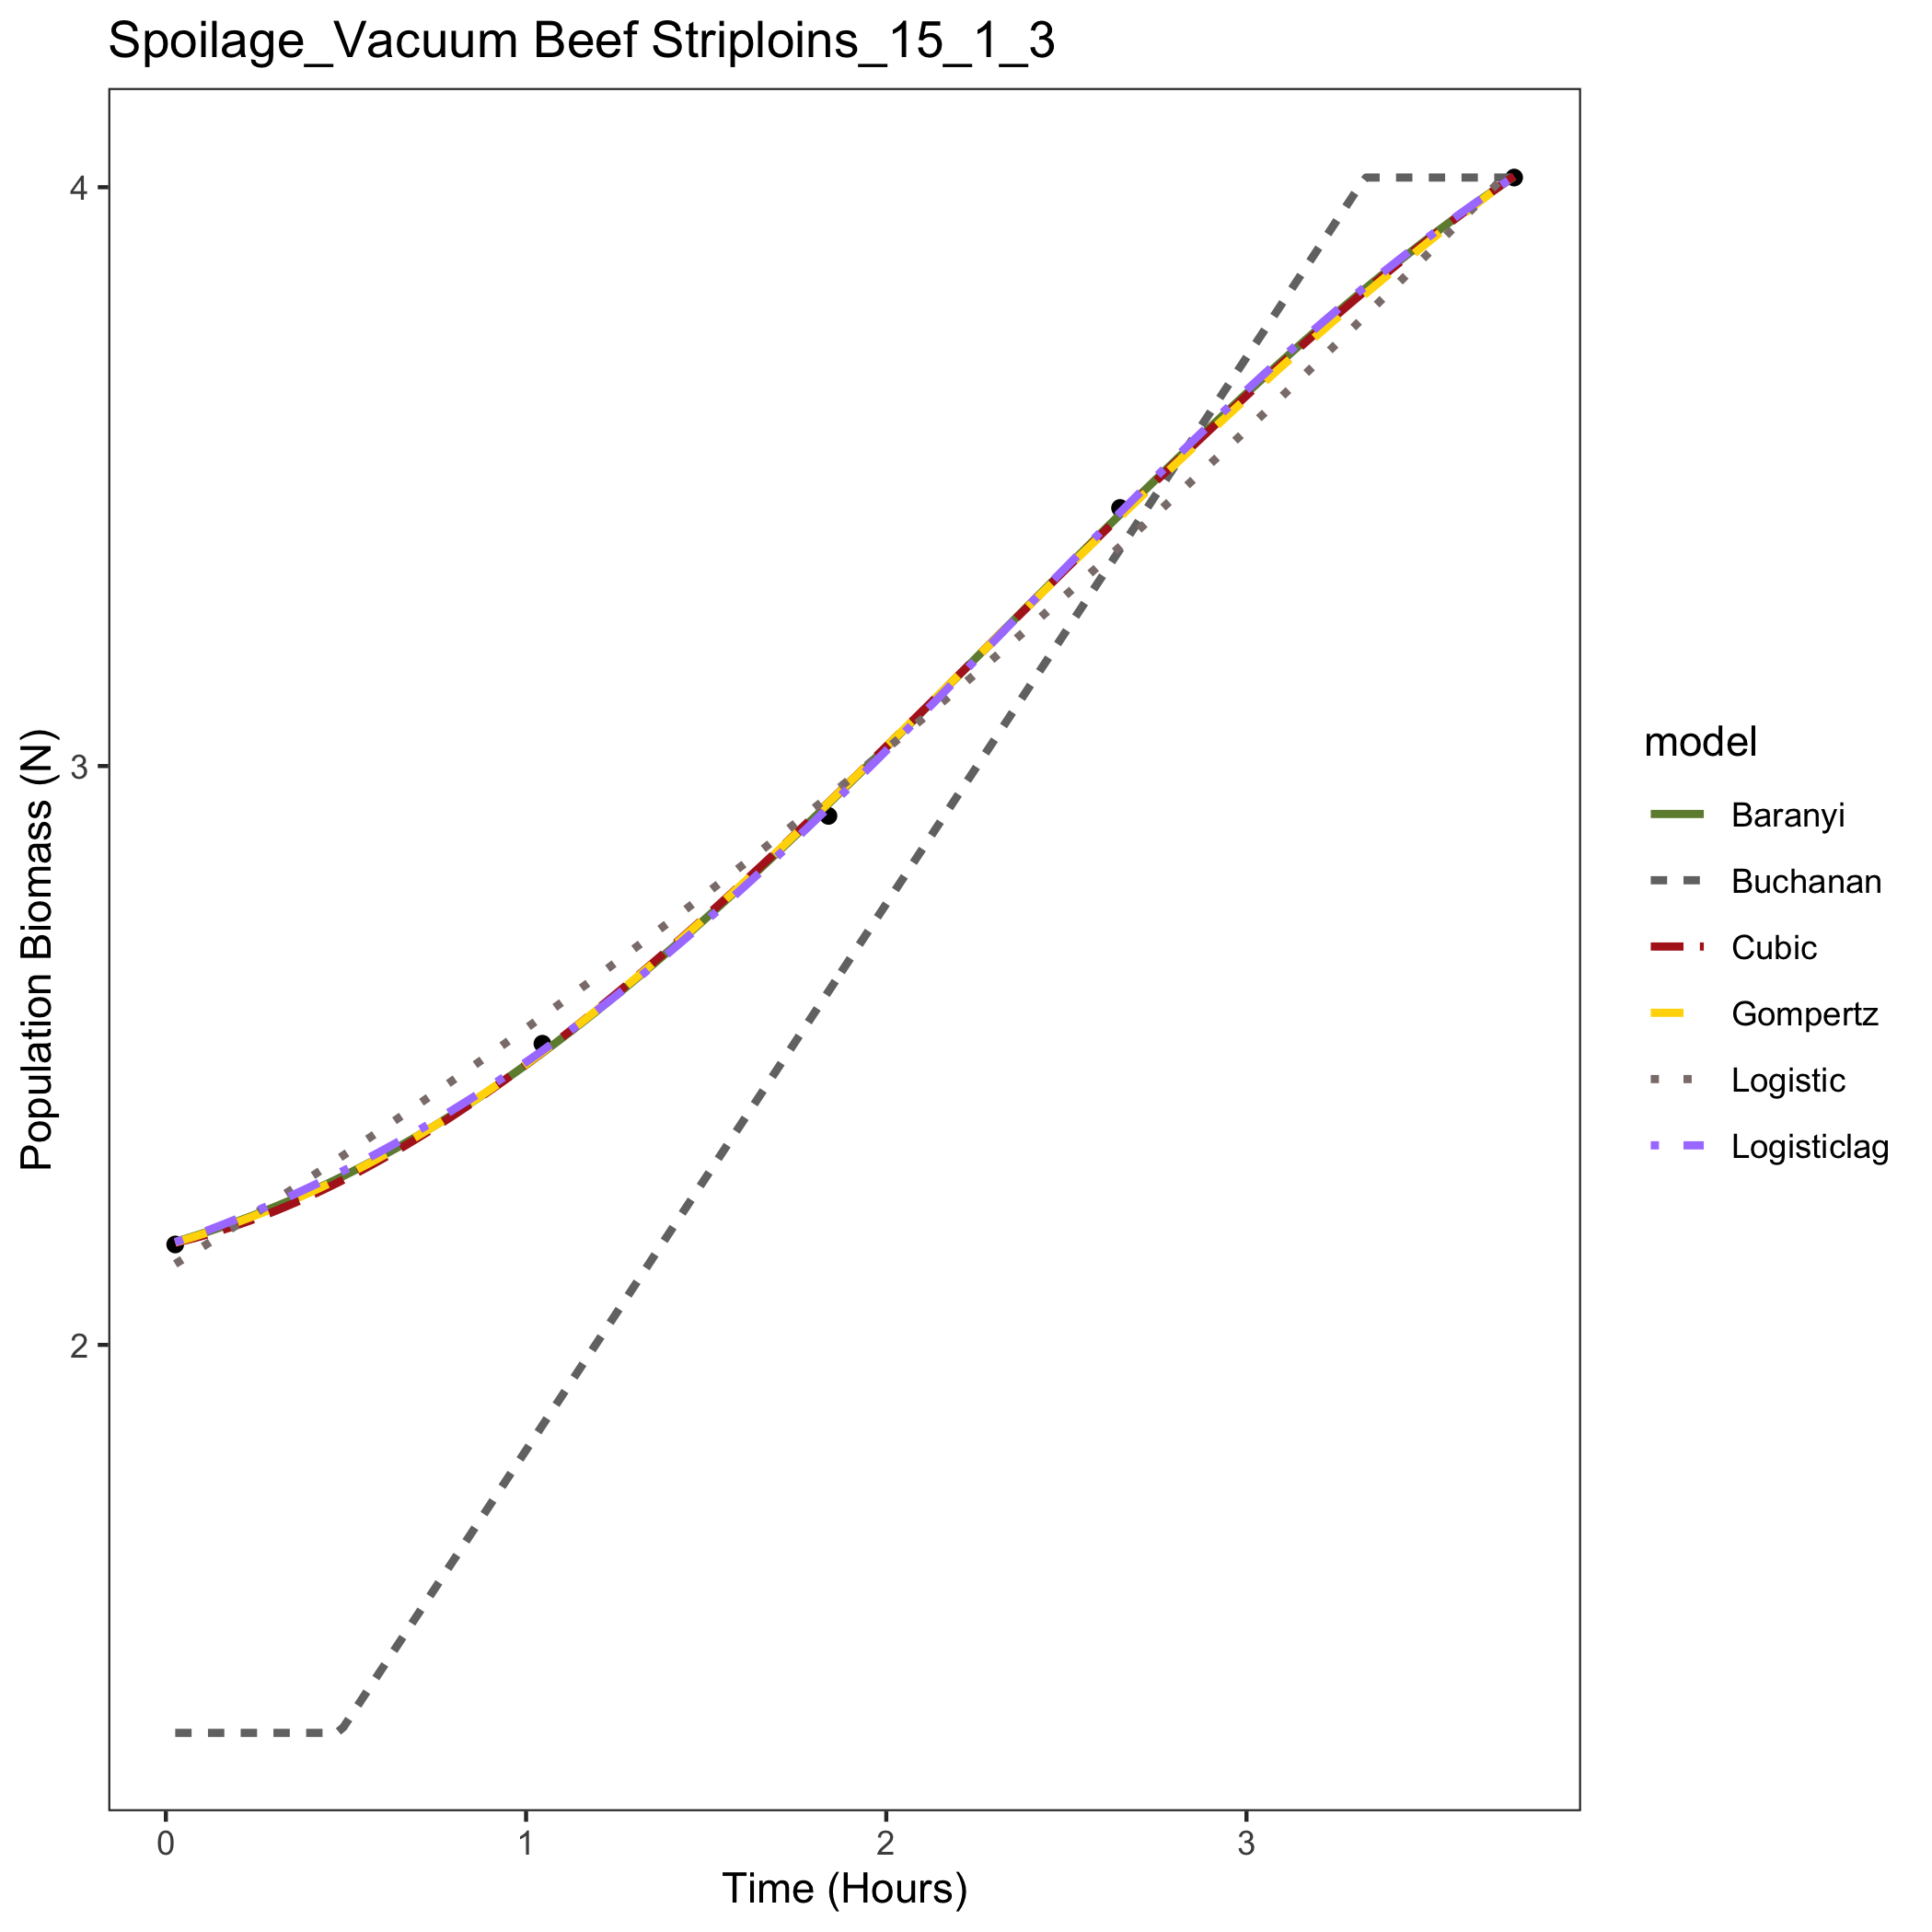 Spoilage_Vacuum Beef Striploins_15_1_3
Population Biomass (N)
4
3
2
0 1 2 3
Time (Hours)
model
Baranyi
Buchanan
Cubic
Gompertz
Logistic
Logisticlag